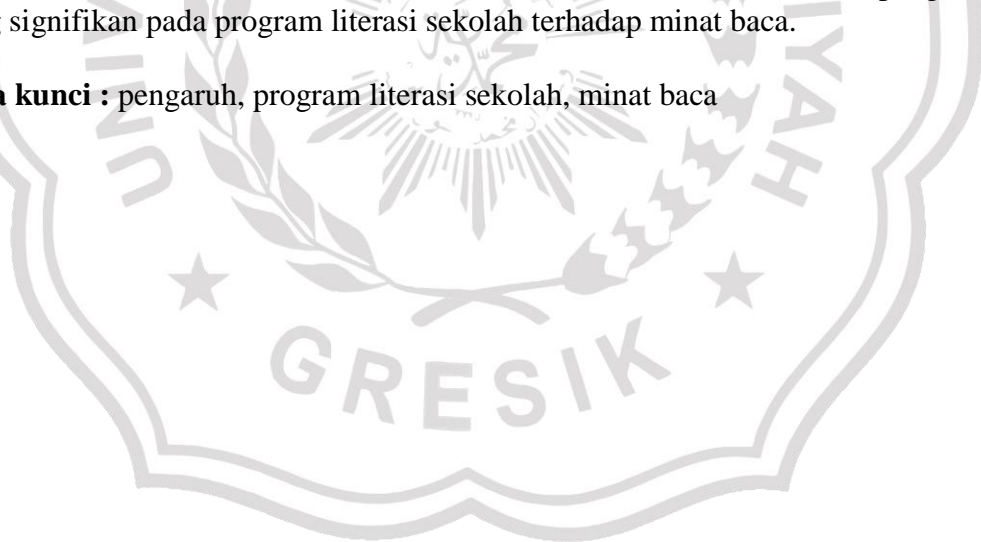 signifikan pada program literasi sekolah terhadap minat baca.
kunci : pengaruh, program literasi sekolah, minat baca
GRESIK